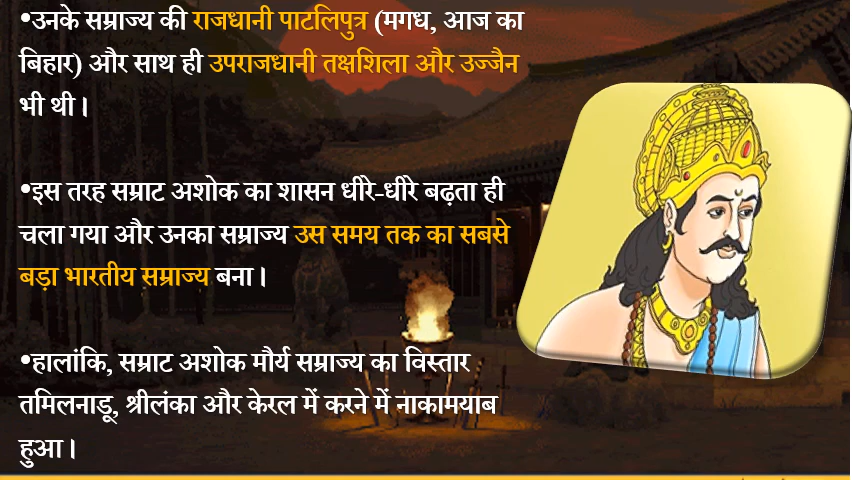 •उनके सम्राज्य की राजधानी पाटलिपुत्र (मगध, आज का
बिहार) और साथ ही उपराजधानी तक्षशिला और उज्जैन
भी थी।
•इस तरह सम्राट अशोक का शासन धीरे-धीरे बढ़ता ही
चला गया और उनका सम्राज्य उस समय तक का सबसे
बड़ा भारतीय सम्राज्य बना।
•हालांकि, सम्राट अशोक मौर्य सम्राज्य का विस्तार
तमिलनाडू, श्रीलंका और केरल में करने में नाकामयाब
हुआ।